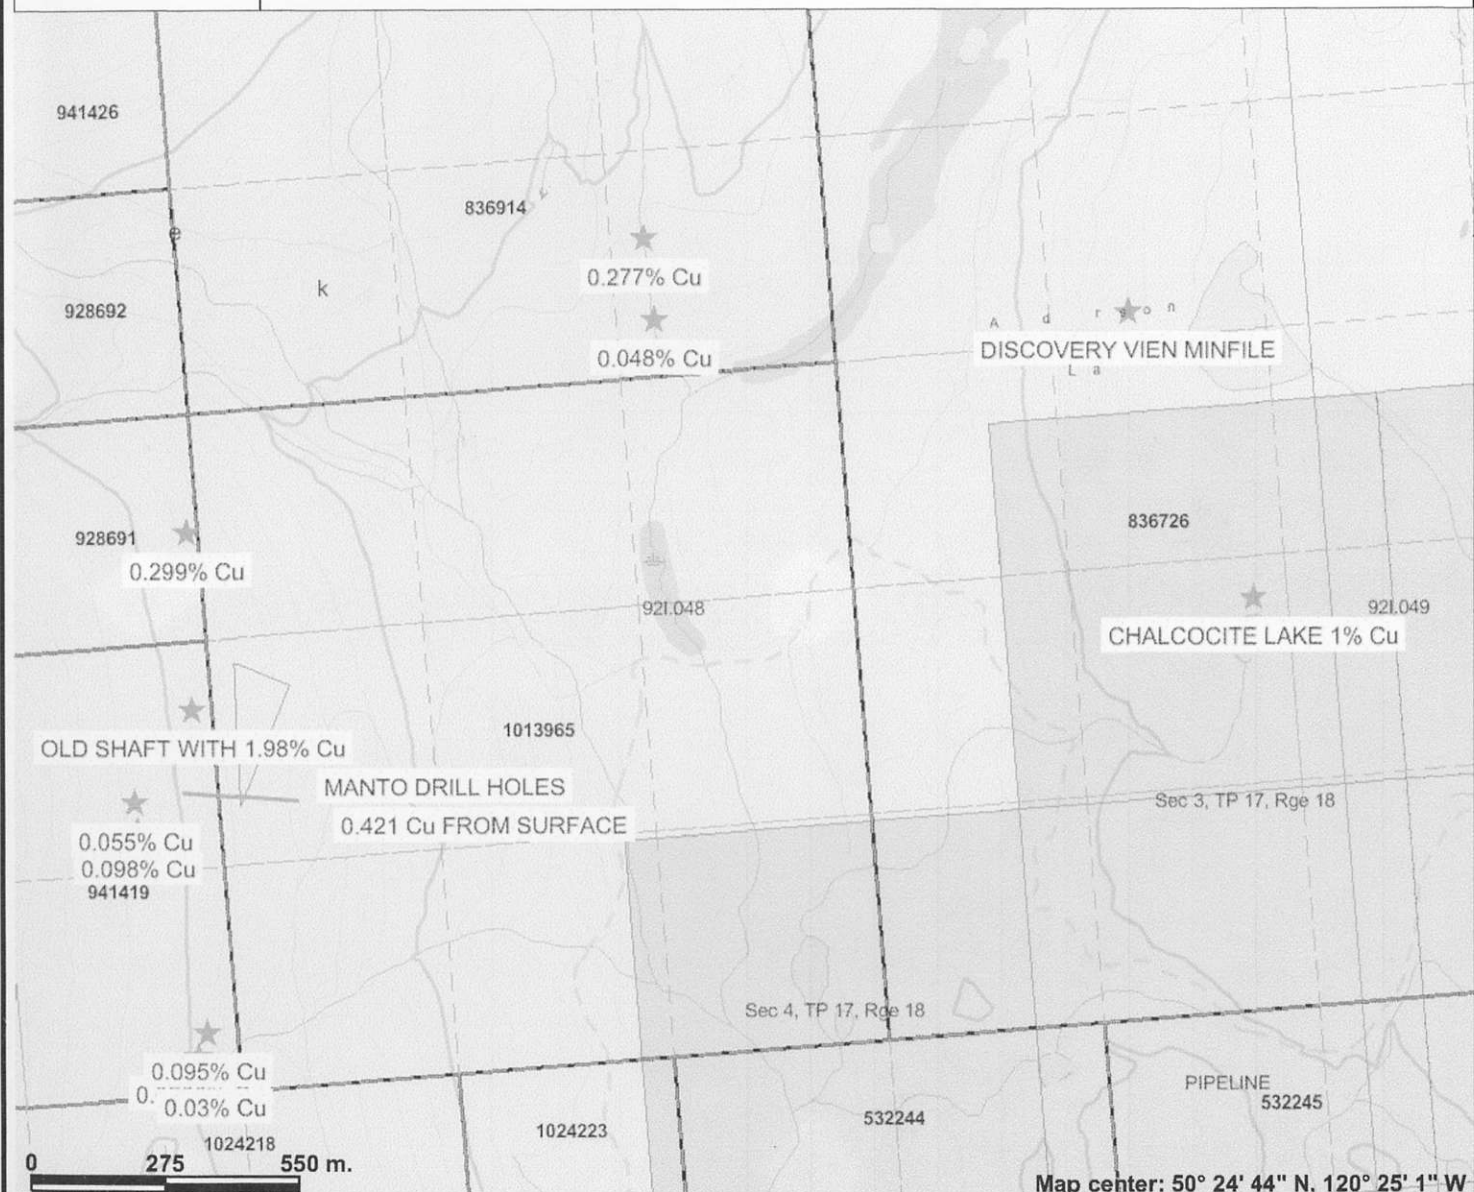 941426
836914
e
0.277% Cu
k
928692
A d r s o n
0.048% Cu
DISCOVERY VIEN MINFILE
L a
836726
928691
0.299% Cu
92I.048
92I.049
CHALCOCITE LAKE 1% Cu
1013965
OLD SHAFT WITH 1.98% Cu
MANTO DRILL HOLES
0.421 Cu FROM SURFACE
Sec 3, TP 17, Rge 18
0.055% Cu
0.098% Cu
941419
Sec 4, TP 17, Rge 18
0.095% Cu
0.
0.03% Cu
PIPELINE
532245
532244
1024223
1024218
0 275 550 m.
Map center: 50° 24' 44" N, 120° 25' 1" W